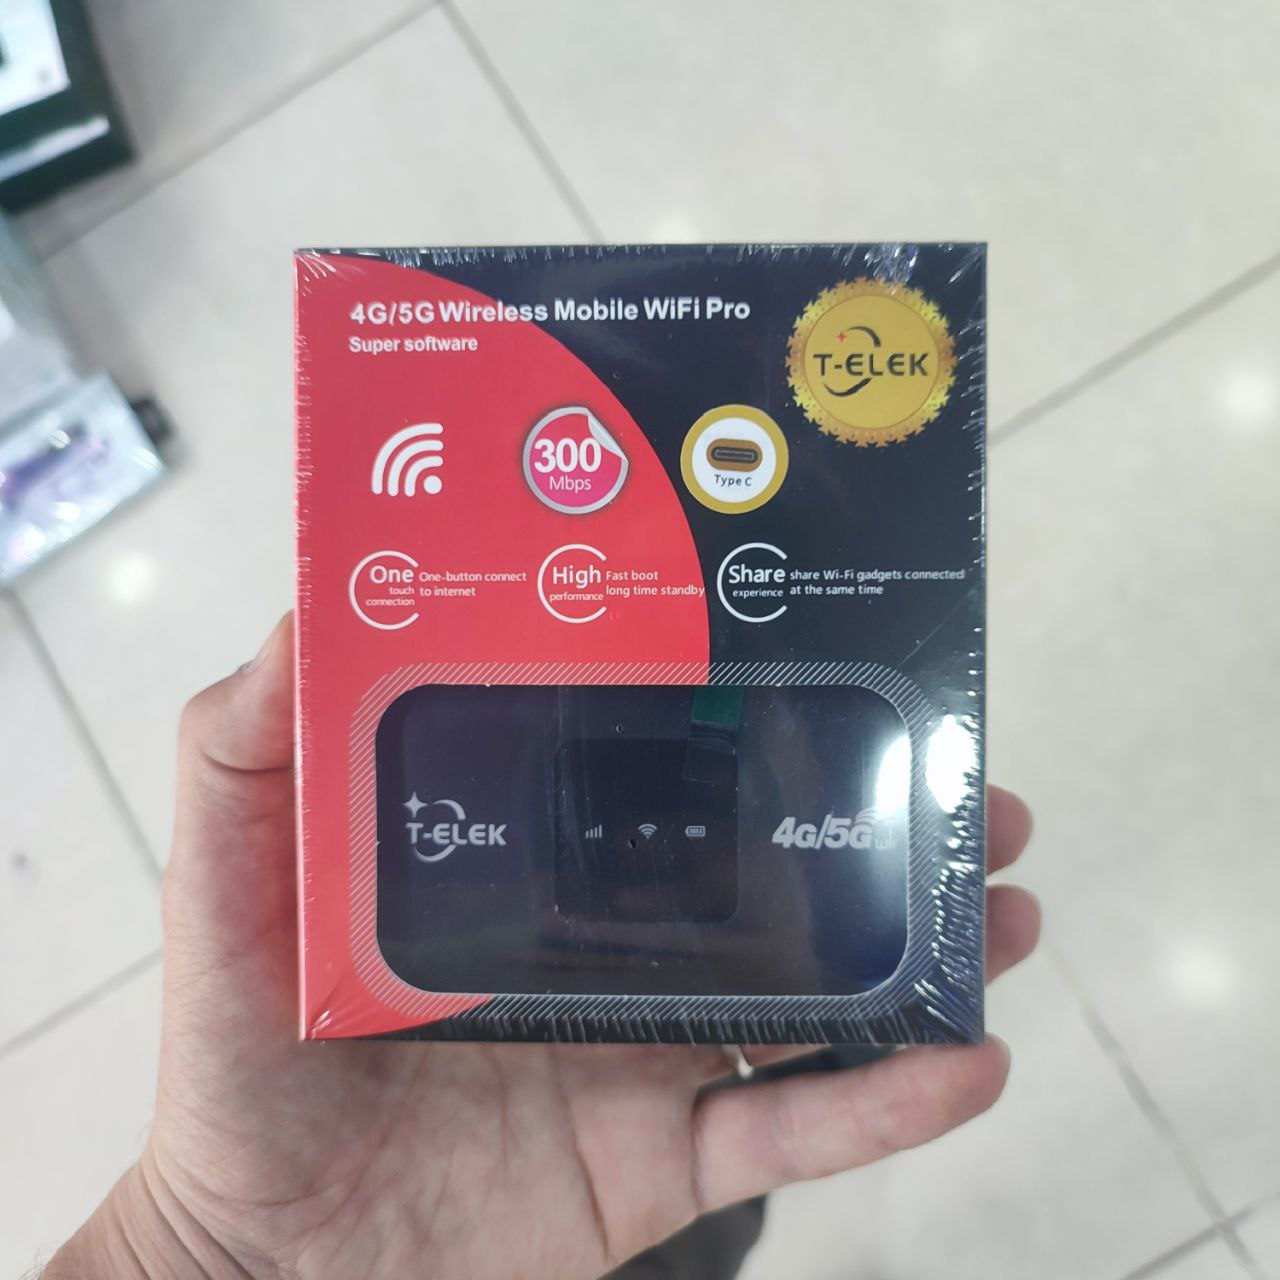 4G/5G Wireless Mobile WiFi Pro
Super software
T-ELEK
300
Mbps
Type C
One
touch
connection
One-button connect
to internet
High
performance
Fast boot
long time standby
Share
experience
share Wi-Fi gadgets connected
at the same time
T-ELEK
4G/5G
wifi